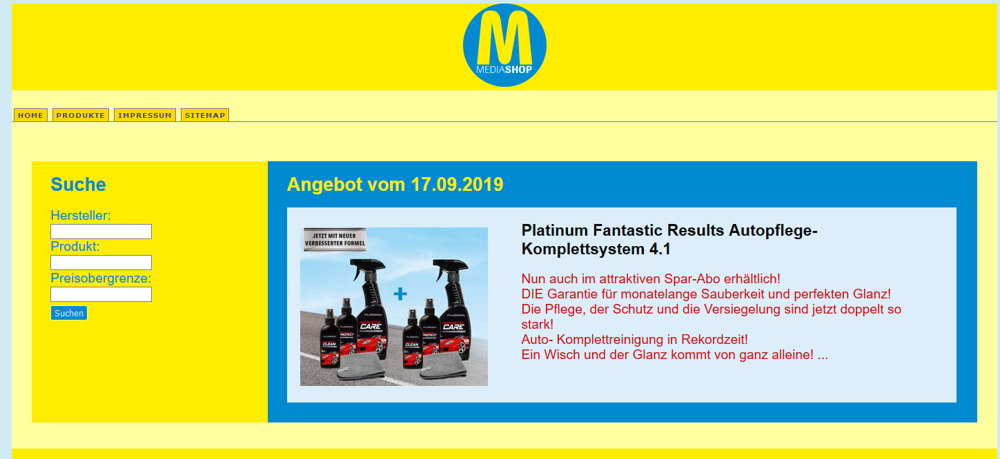 M
MEDIASHOP
HOME PRODUKTE IMPRESSUM SITEMAP
Suche
Hersteller:
Produkt:
Preisobergrenze:
Suchen
Angebot vom 17.09.2019
JETZT MIT NEUER
VERBESSERTER FORMEL
+
FANTASTIC
CARE
PROTECT
CLEAN
FANTASTIC
CARE
PROTECT
CLEAN
Platinum Fantastic Results Autopflege-
Komplettsystem 4.1
Nun auch im attraktiven Spar-Abo erhältlich!
DIE Garantie für monatelange Sauberkeit und perfekten Glanz!
Die Pflege, der Schutz und die Versiegelung sind jetzt doppelt so
stark!
Auto- Komplettreinigung in Rekordzeit!
Ein Wisch und der Glanz kommt von ganz alleine! ...